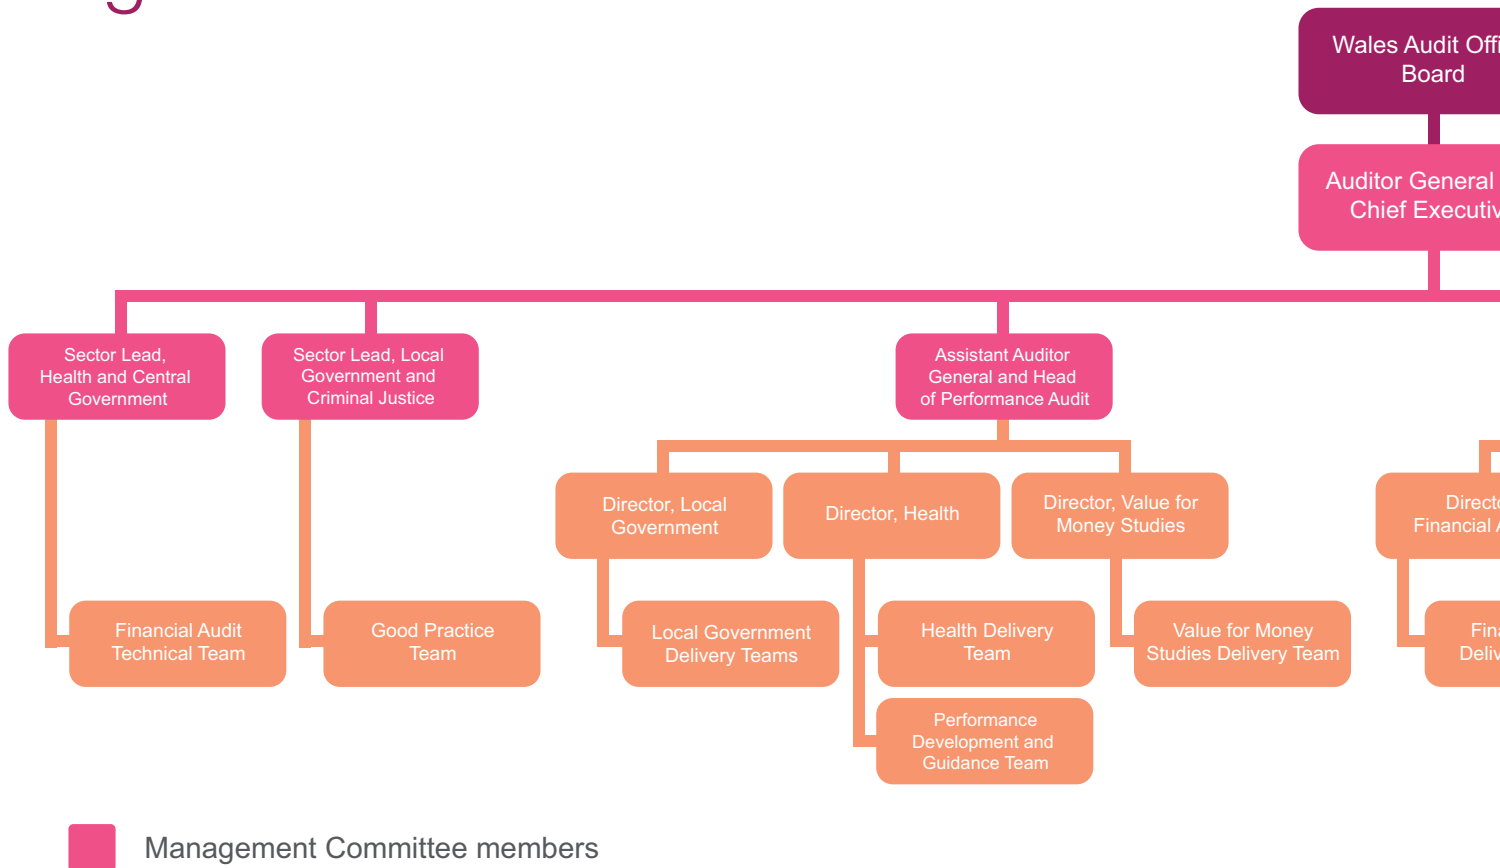 Wales Audit
Board
Auditor General
Chief
Sector Lead,
Health and Central
Government
Sector Lead, Local
Government and
Criminal Justice
Assistant Auditor
General and Head
of Performance Audit
Director, Local
Government
Director, Health
Director, Value for
Money Studies
Financial
Financial Audit
Technical Team
Good Practice
Team
Local Government
Delivery Teams
Health Delivery
Team
Value for Money
Studies Delivery Team
Performance
Development and
Guidance Team
Management Committee members